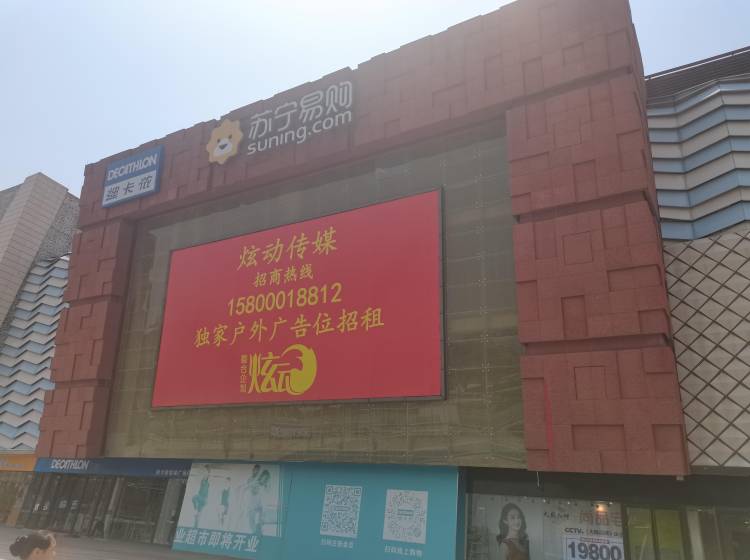 苏宁易购
suning.com
DECATHLON
迪卡侬
炫动传媒
招商热线
15800018812
独家户外广告位招租
炫动
DECATHLON
业超市即将开业
CCTV
19800